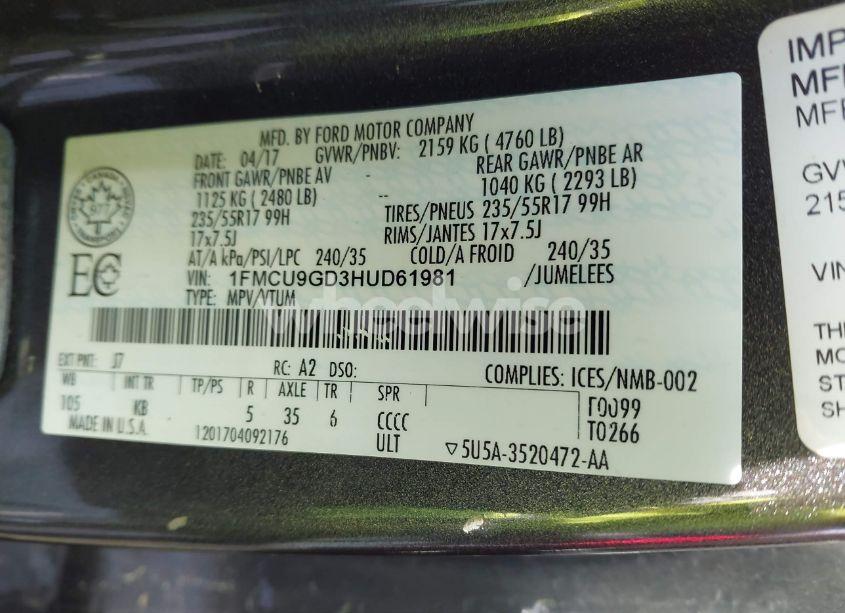 MFD. BY FORD MOTOR COMPANY
DATE: 04/17 GVWR/PNBV: 2159 KG ( 4760 LB)
FRONT GAWR/PNBE AV REAR GAWR/PNBE AR
1125 KG ( 2480 LB) 1040 KG ( 2293 LB)
235/55R17 99H TIRES/PNEUS 235/55R17 99H
17x7.5J RIMS/JANTES 17x7.5J
AT/A kPa/PSI/LPC 240/35 COLD/A FROID 240/35
VIN: 1FMCU9GD3HUD61981 /JUMELEES
TYPE: MPV/VTUM
EC
wheelwise
EXT PNT: J7 RC: A2 DSO: COMPLIES: ICES/NMB-002
WB INT TR TP/PS R AXLE TR SPR
105 KB 5 35 6 CCCC T0099
MADE IN U.S.A. 1201704092176 ULT T0266
▽5U5A-3520472-AA
IMP
MF
MF
GV
215
VIN
THE
MO
ST
SH